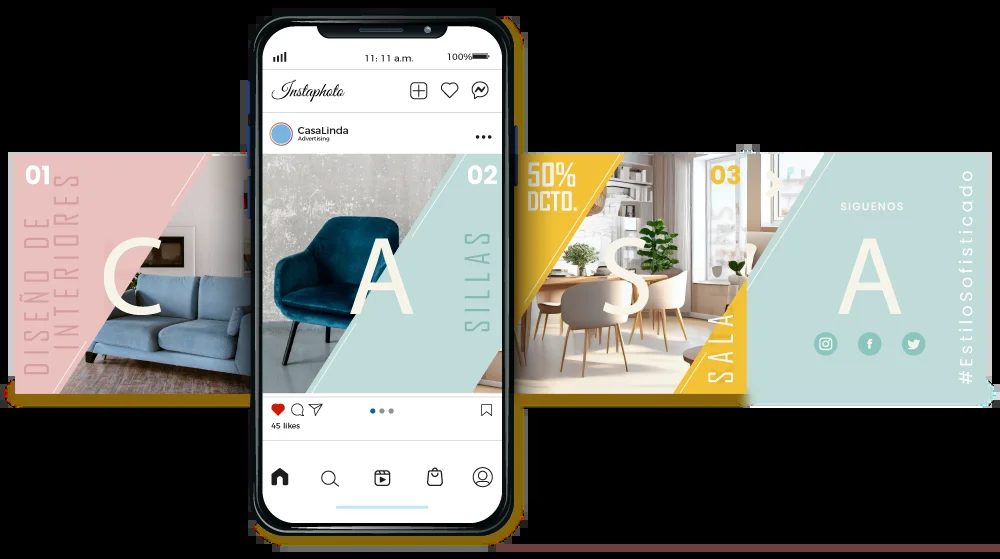 11: 11 a.m.
100%
Instaphoto
CasaLinda
Advertising
01
DISEÑO DE
INTERIORES
C
02
A
SILLAS
50%
DCTO.
03
S
SALA
SIGUENOS
A
#EstiloSofisticado
45 likes